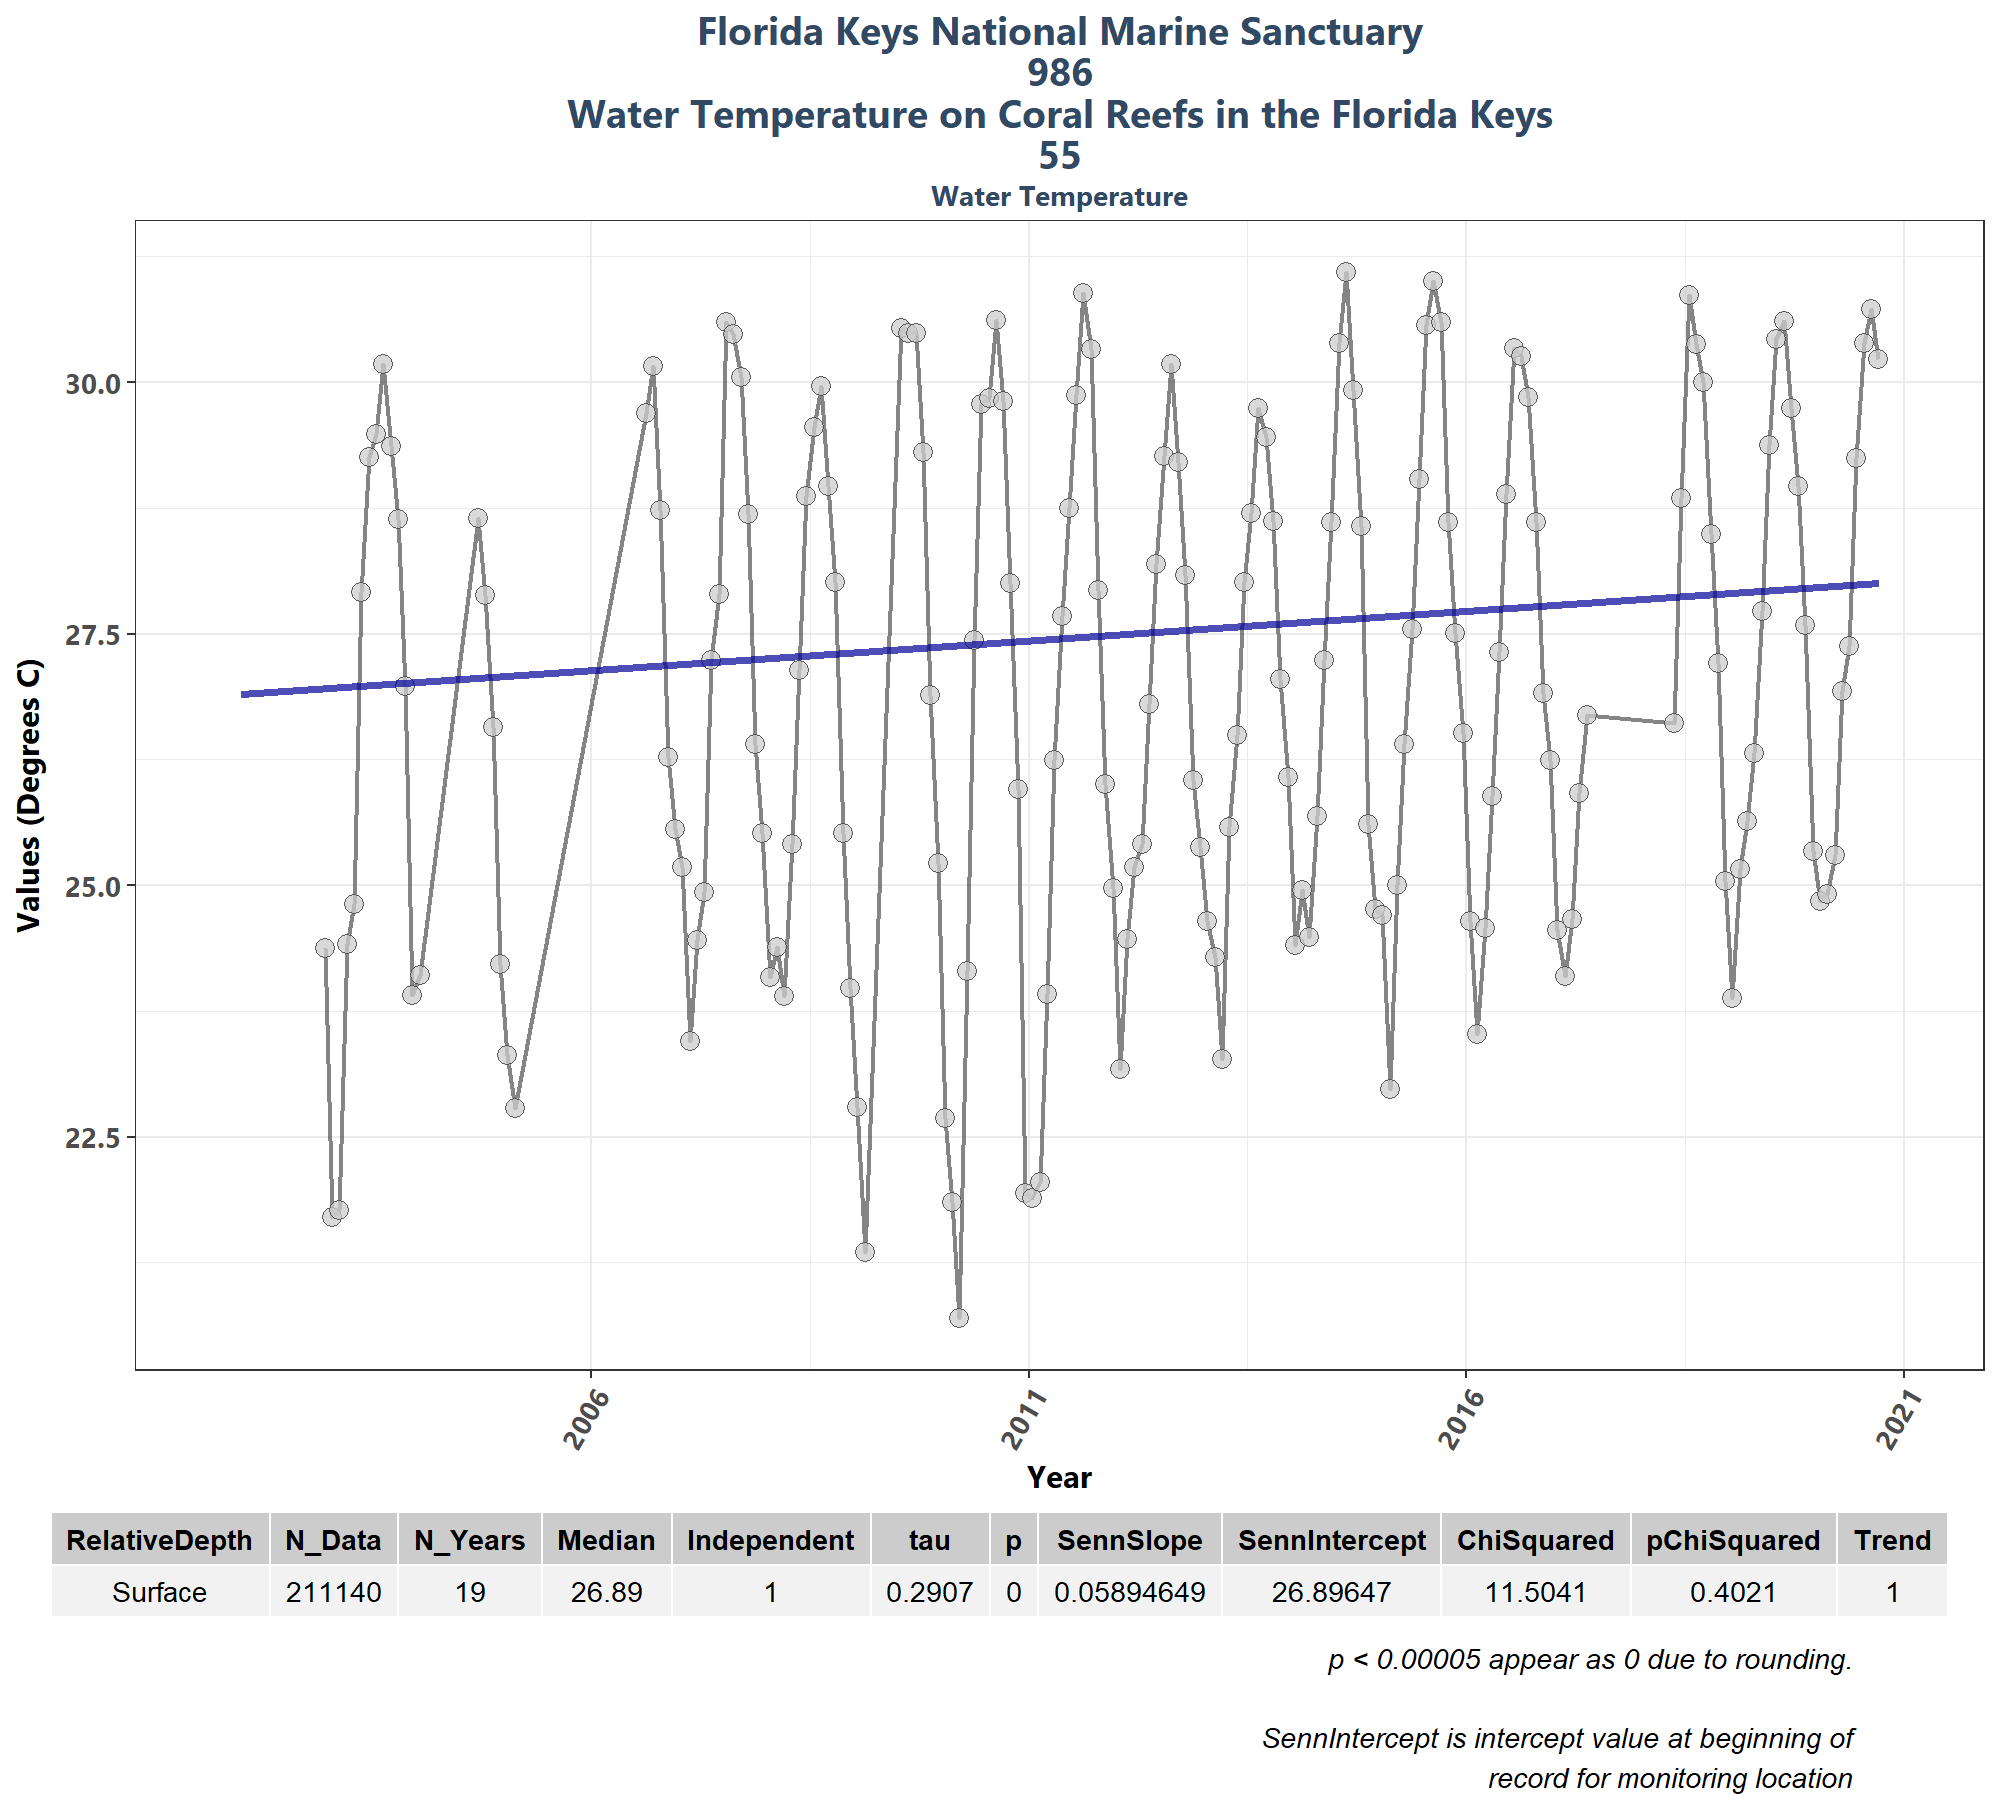 Florida Keys National Marine Sanctuary
986
Water Temperature on Coral Reefs in the Florida Keys
55
Water Temperature
Values (Degrees C)
30.0
27.5
25.0
22.5
2006
2011
2016
2021
Year
RelativeDepth N_Data N_Years Median Independent tau p SennSlope SennIntercept ChiSquared pChiSquared Trend
Surface 211140 19 26.89 1 0.2907 0 0.05894649 26.89647 11.5041 0.4021 1
p < 0.00005 appear as 0 due to rounding.
SennIntercept is intercept value at beginning of
record for monitoring location